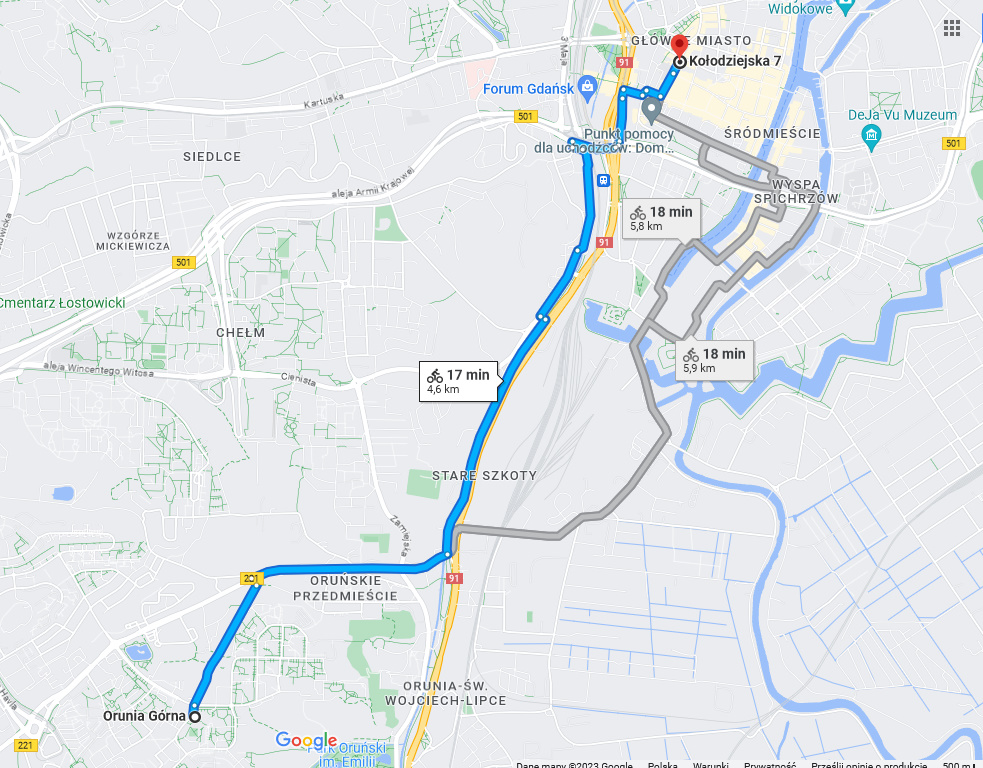 Widokowe
GŁÓWNE MIASTO
3 Maja
91
Kołodziejska 7
Forum Gdańsk
Kartuska
501
DeJa Vu Muzeum
Punkt pomocy
dla uchodźców: Dom...
ŚRÓDMIEŚCIE
501
SIEDLCE
aleja Armii Krajowej
WYSPA
SPICHRZÓW
18 min
5,8 km
WZGÓRZE
MICKIEWICZA
91
501
Cmentarz Łostowicki
CHEŁM
18 min
5,9 km
aleja Wincentego Witosa
Cienista
17 min
4,6 km
STARE SZKOTY
Zamiejska
221
ORUŃSKIE
PRZEDMIEŚCIE
91
ORUNIA-ŚW.
WOJCIECH-LIPCE
Orunia Górna
Havla
221
Google
Park Oruński
im. Emilii
Dane mapy ©2023 Google Polska Warunki Prywatność Prześlij opinię o produkcie 500 m